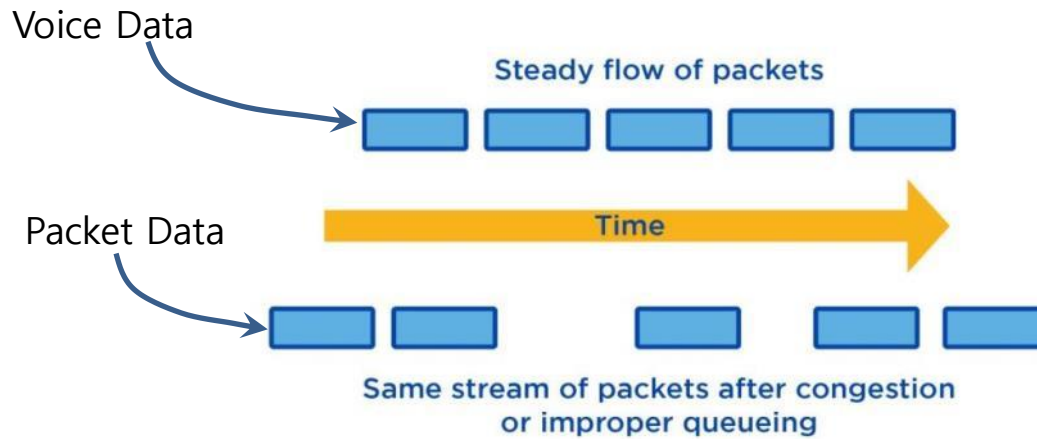 Voice Data
Steady flow of packets
Time
Packet Data
Same stream of packets after congestion
or improper queueing